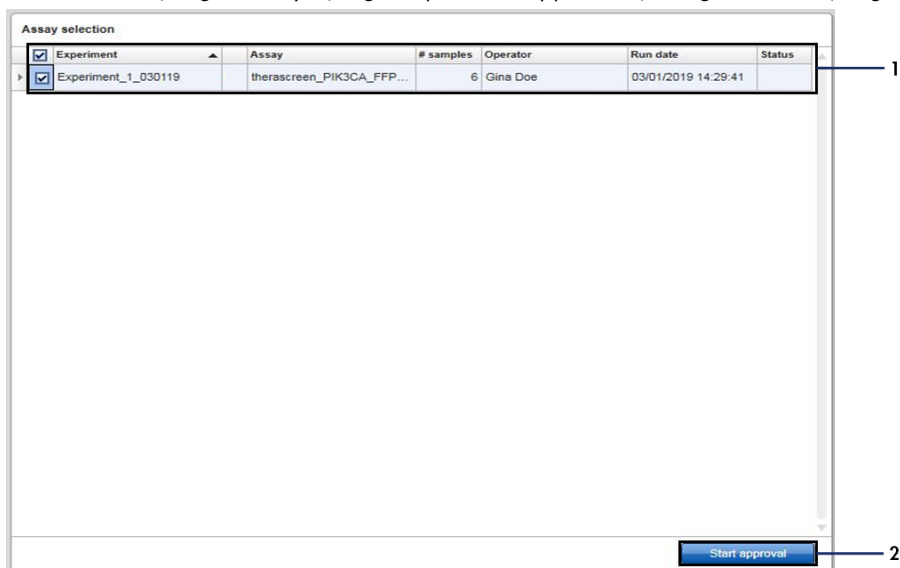 Assay selection
Experiment Assay # samples Operator Run date Status
Experiment_1_030119 therascreen_PIK3CA_FFP... 6 Gina Doe 03/01/2019 14:29:41
1
Start approval
2